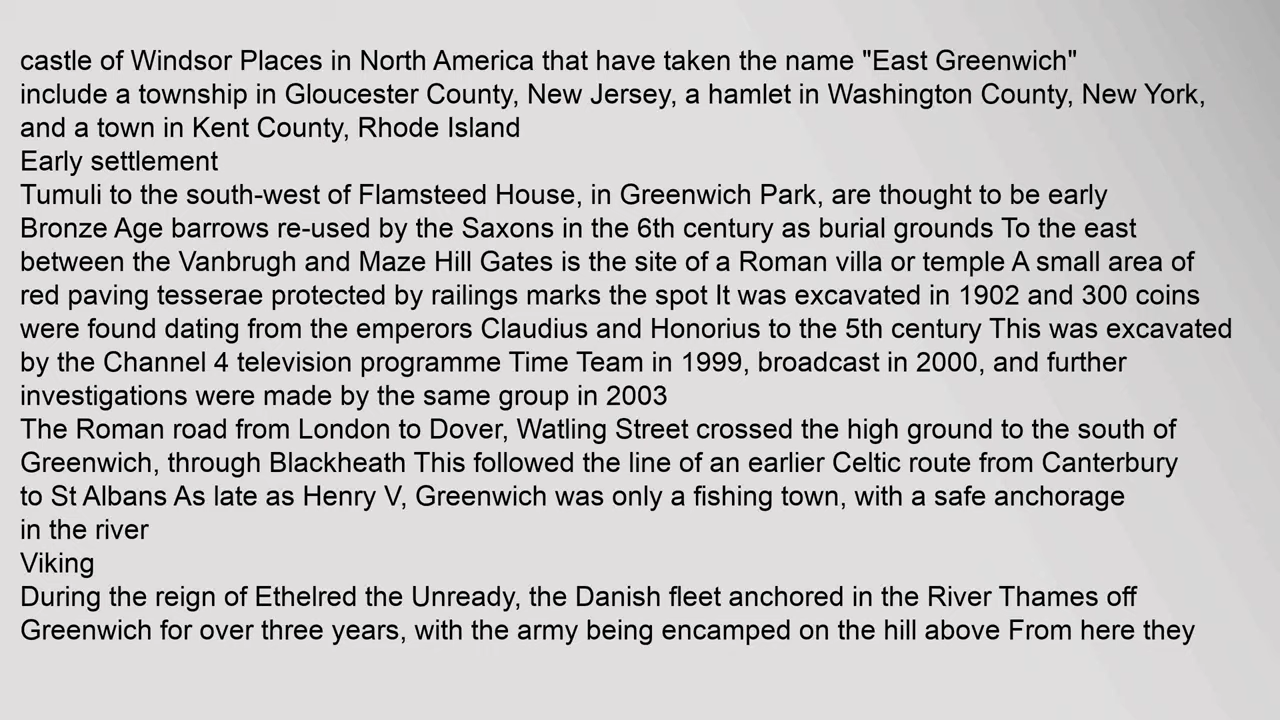 castle of Windsor Places in North America that have taken the name "East Greenwich"
include a township in Gloucester County, New Jersey, a hamlet in Washington County, New York,
and a town in Kent County, Rhode Island
Early settlement
Tumuli to the south-west of Flamsteed House, in Greenwich Park, are thought to be early
Bronze Age barrows re-used by the Saxons in the 6th century as burial grounds To the east
between the Vanbrugh and Maze Hill Gates is the site of a Roman villa or temple A small area of
red paving tesserae protected by railings marks the spot It was excavated in 1902 and 300 coins
were found dating from the emperors Claudius and Honorius to the 5th century This was excavated
by the Channel 4 television programme Time Team in 1999, broadcast in 2000, and further
investigations were made by the same group in 2003
The Roman road from London to Dover, Watling Street crossed the high ground to the south of
Greenwich, through Blackheath This followed the line of an earlier Celtic route from Canterbury
to St Albans As late as Henry V, Greenwich was only a fishing town, with a safe anchorage
in the river
Viking
During the reign of Ethelred the Unready, the Danish fleet anchored in the River Thames off
Greenwich for over three years, with the army being encamped on the hill above From here they